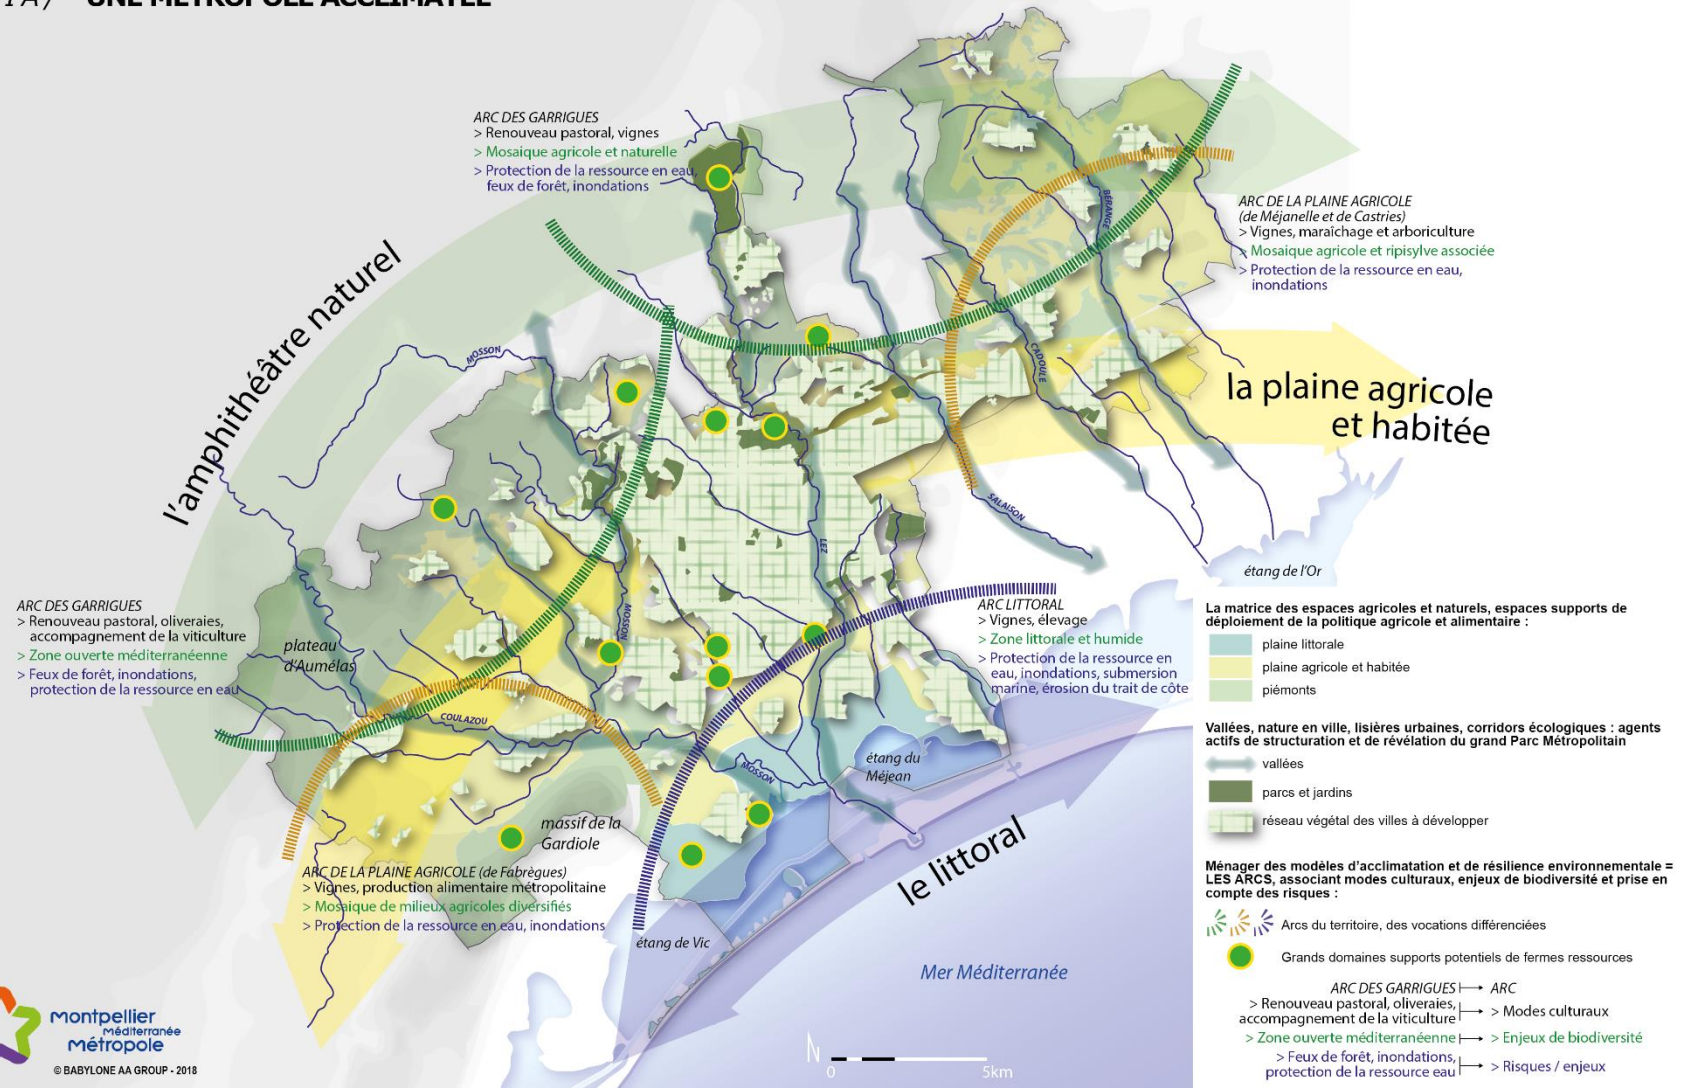 UNE MÉTROPOLE ACCLIMATÉE
ARC DES GARRIGUES
> Renouveau pastoral, vignes
> Mosaique agricole et naturelle
> Protection de la ressource en eau,
feux de forêt, inondations
ARC DE LA PLAINE AGRICOLE
(de Méjanelle et de Castries)
> Vignes, maraîchage et arboriculture
> Mosaique agricole et ripisylve associée
> Protection de la ressource en eau,
inondations
l'amphithéâtre naturel
la plaine agricole
et habitée
MOSSON
BÉRANGE
CADOULE
SALAISON
LEZ
MOSSON
étang de l'Or
ARC DES GARRIGUES
> Renouveau pastoral, oliveraies,
accompagnement de la viticulture
> Zone ouverte méditerranéenne
> Feux de forêt, inondations,
protection de la ressource en eau
plateau
d'Aumélas
COULAZOU
ARC LITTORAL
> Vignes, élevage
> Zone littorale et humide
> Protection de la ressource en
eau, inondations, submersion
marine, érosion du trait de côte
MOSSON
étang du
Méjean
massif de la
Gardiole
ARC DE LA PLAINE AGRICOLE (de Fabrègues)
> Vignes, production alimentaire métropolitaine
> Mosaique de milieux agricoles diversifiés
> Protection de la ressource en eau, inondations
étang de Vic
le littoral
Mer Méditerranée
N
0
5km
montpellier
méditerranée
métropole
© BABYLONE AA GROUP - 2018
La matrice des espaces agricoles et naturels, espaces supports de
déploiement de la politique agricole et alimentaire :
plaine littorale
plaine agricole et habitée
piémonts
Vallées, nature en ville, lisières urbaines, corridors écologiques : agents
actifs de structuration et de révélation du grand Parc Métropolitain
vallées
parcs et jardins
réseau végétal des villes à développer
Ménager des modèles d'acclimatation et de résilience environnementale =
LES ARCS, associant modes culturaux, enjeux de biodiversité et prise en
compte des risques :
Arcs du territoire, des vocations différenciées
Grands domaines supports potentiels de fermes ressources
ARC DES GARRIGUES → ARC
> Renouveau pastoral, oliveraies,
accompagnement de la viticulture → > Modes culturaux
> Zone ouverte méditerranéenne → > Enjeux de biodiversité
> Feux de forêt, inondations,
protection de la ressource eau → > Risques / enjeux